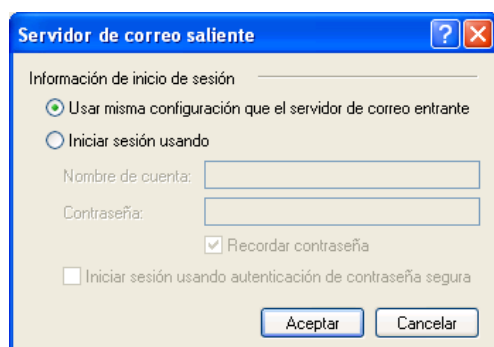 Servidor de correo saliente
Información de inicio de sesión
Usar misma configuración que el servidor de correo entrante
Iniciar sesión usando
Nombre de cuenta:
Contraseña:
Recordar contraseña
Iniciar sesión usando autenticación de contraseña segura
Aceptar Cancelar